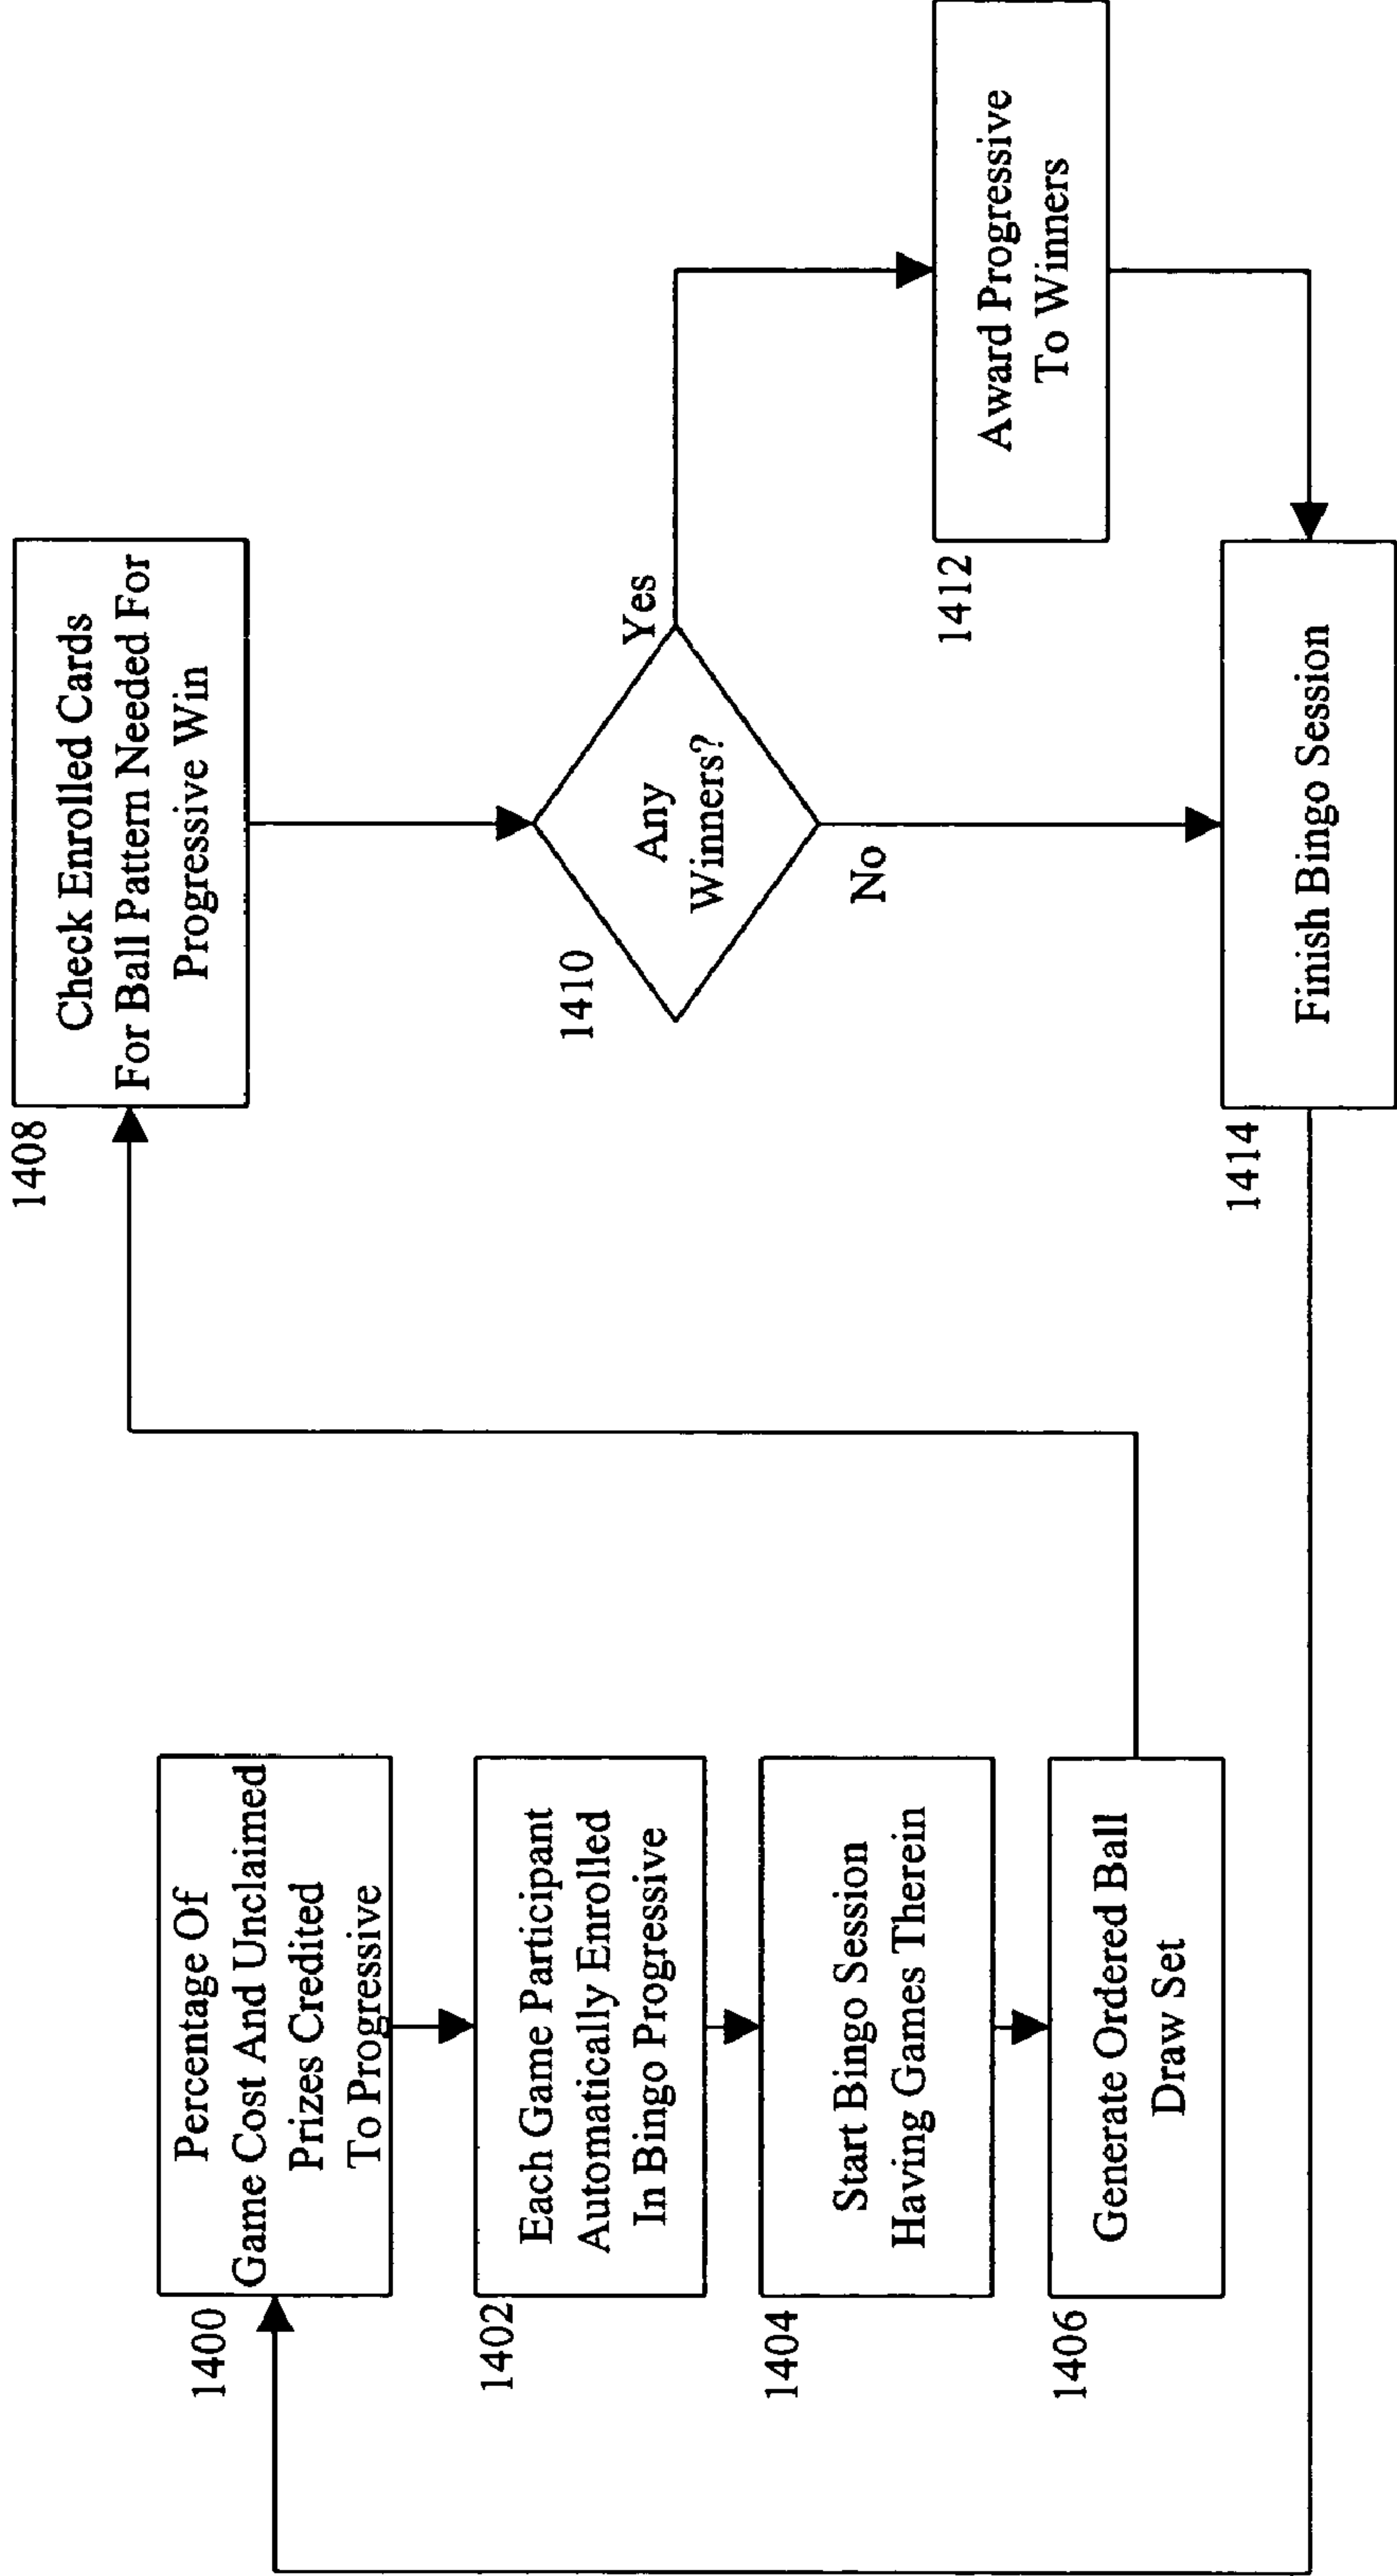 1400
Percentage Of
Game Cost And Unclaimed
Prizes Credited
To Progressive
1402
Each Game Participant
Automatically Enrolled
In Bingo Progressive
1404
Start Bingo Session
Having Games Therein
1406
Generate Ordered Ball
Draw Set
1408
Check Enrolled Cards
For Ball Pattern Needed For
Progressive Win
1410
Any
Winners?
Yes
No
1412
Award Progressive
To Winners
1414
Finish Bingo Session